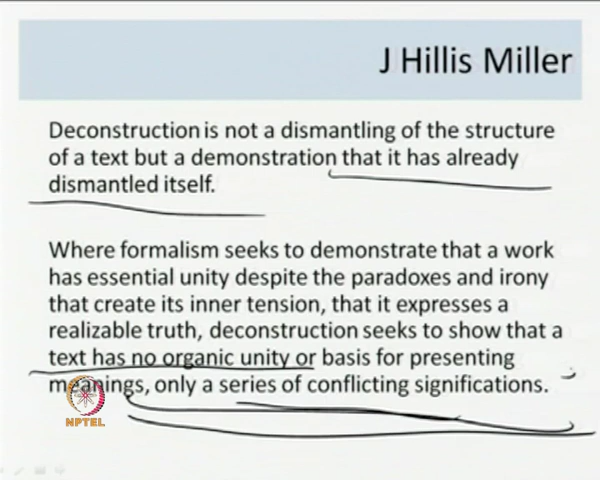 J Hillis Miller
Deconstruction is not a dismantling of the structure
of a text but a demonstration that it has already
dismantled itself.
Where formalism seeks to demonstrate that a work
has essential unity despite the paradoxes and irony
that create its inner tension, that it expresses a
realizable truth, deconstruction seeks to show that a
text has no organic unity or basis for presenting
meanings, only a series of conflicting significations.
NPTEL